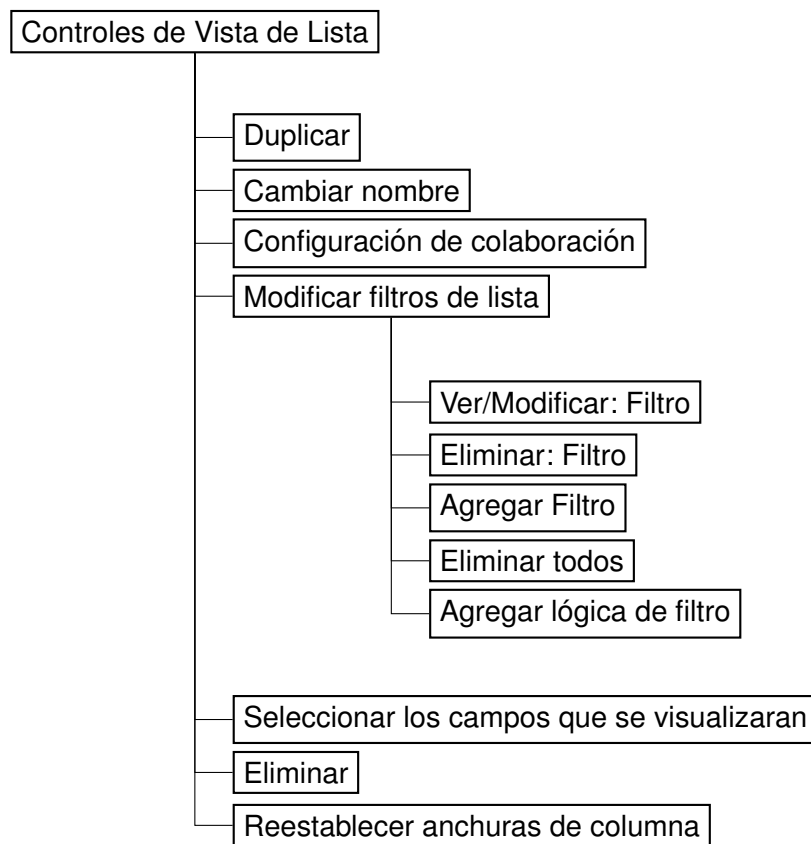 Controles de Vista de Lista
Duplicar
Cambiar nombre
Configuración de colaboración
Modificar filtros de lista
Ver/Modificar: Filtro
Eliminar: Filtro
Agregar Filtro
Eliminar todos
Agregar lógica de filtro
Seleccionar los campos que se visualizaran
Eliminar
Reestablecer anchuras de columna